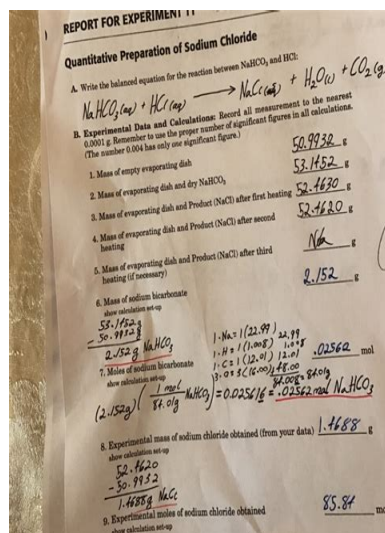 REPORT FOR EXPERIMENT 11
Quantitative Preparation of Sodium Chloride
A. Write the balanced equation for the reaction between NaHCO₃ and HCl:
NaHCO₃(aq) + HCl(aq) → NaCl(aq) + H₂O(l) + CO₂(g
B. Experimental Data and Calculations: Record all measurement to the nearest
0.0001 g. Remember to use the proper number of significant figures in all calculations.
(The number 0.004 has only one significant figure.)
1. Mass of empty evaporating dish 50.9932 g
2. Mass of evaporating dish and dry NaHCO₃ 53.1452 g
3. Mass of evaporating dish and Product (NaCl) after first heating 52.4630 g
4. Mass of evaporating dish and Product (NaCl) after second
heating 52.4620 g
5. Mass of evaporating dish and Product (NaCl) after third
heating (if necessary) g
6. Mass of sodium bicarbonate 2.152 g
show calculation set-up
53.1452 g
- 50.9932 g
2.152 g NaHCO₃
1·Na = 1(22.99) 22.99
1·H = 1(1.008) 1.008
1·C = 1(12.01) 12.01
3·O = 3(16.00) 48.00
84.008 = 84.01g
7. Moles of sodium bicarbonate .02562 mol
show calculation set-up
(2.152g)(1 mol / 84.01g NaHCO₃) = 0.025616 = .02562 mol NaHCO₃
8. Experimental mass of sodium chloride obtained (from your data) 1.4688 g
show calculation set-up
52.4620
- 50.9932
1.4688g NaCl
9. Experimental moles of sodium chloride obtained 85.84
show calculation set-up